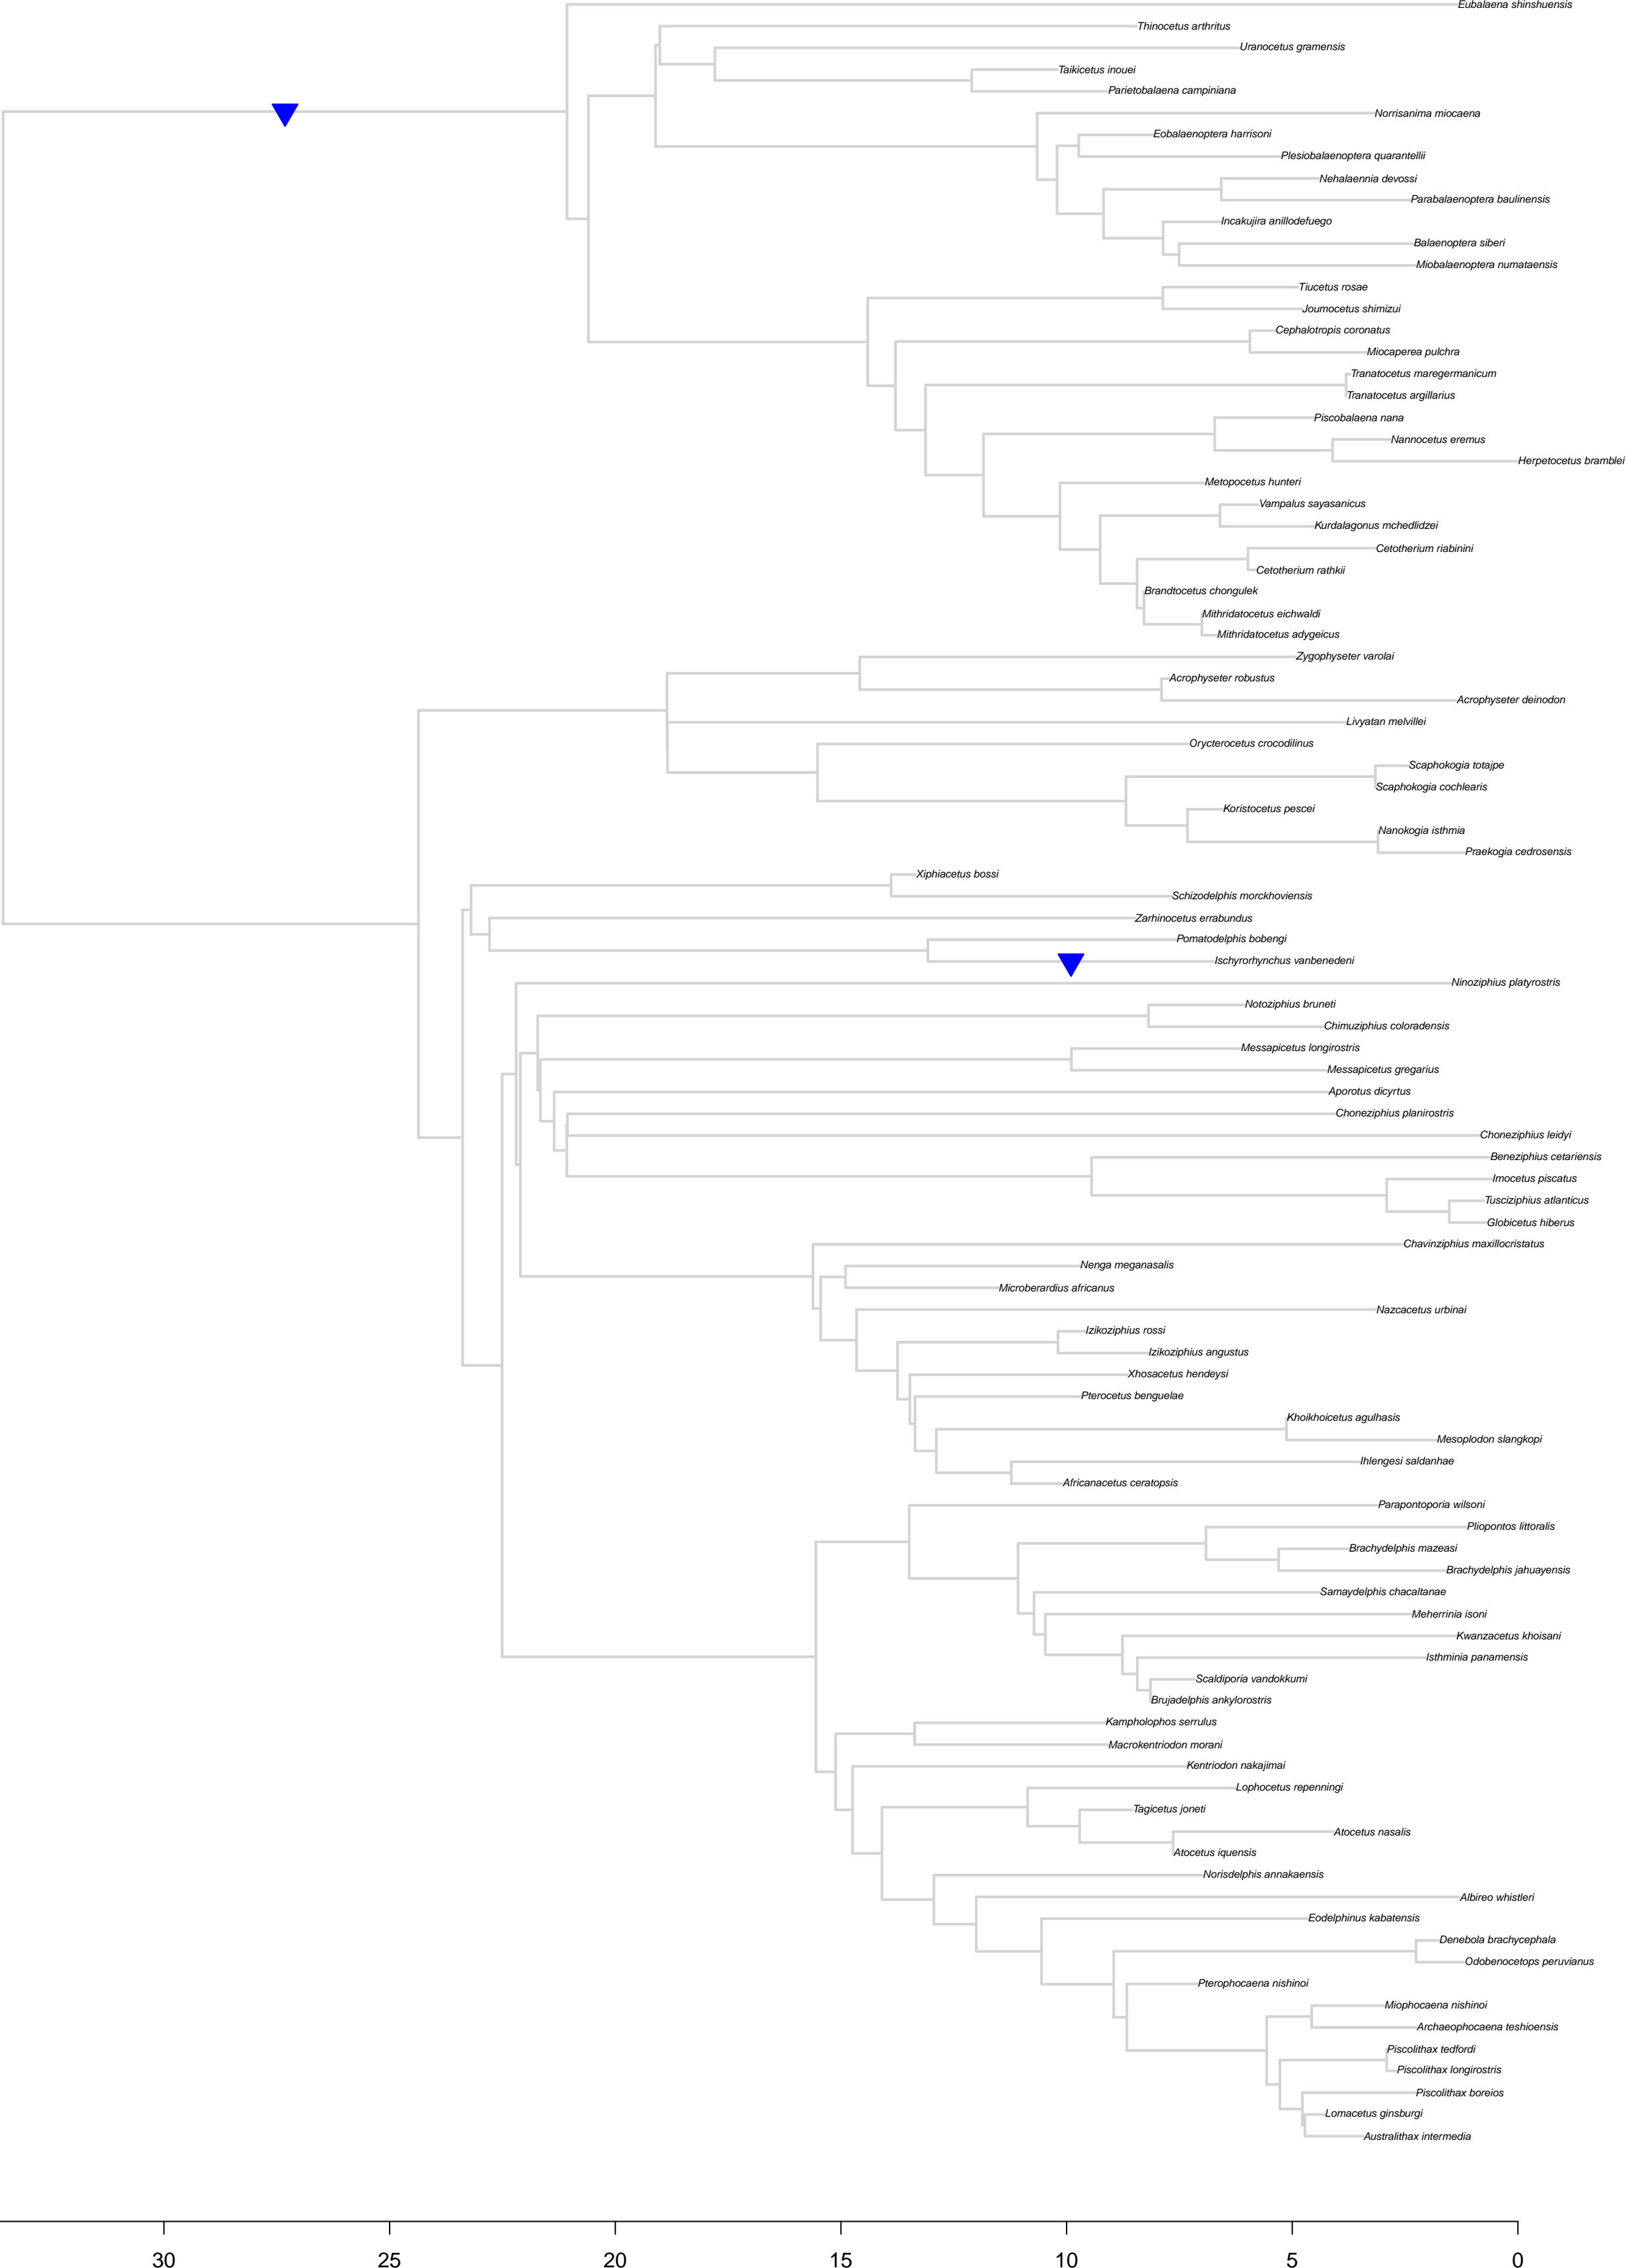 Eubalaena shinshuensis
Thinocetus arthritus
Uranocetus gramensis
Taikicetus inouei
Parietobalaena campiniana
Norrisanima miocaena
Eobalaenoptera harrisoni
Plesiobalaenoptera quarantellii
Nehalaennia devossi
Parabalaenoptera baulinensis
Incakujira anillodefuego
Balaenoptera siberi
Miobalaenoptera numataensis
Tiucetus rosae
Joumocetus shimizui
Cephalotropis coronatus
Miocaperea pulchra
Tranatocetus maregermanicum
Tranatocetus argillarius
Piscobalaena nana
Nannocetus eremus
Herpetocetus bramblei
Metopocetus hunteri
Vampalus sayasanicus
Kurdalagonus mchedlidzei
Cetotherium riabinini
Cetotherium rathkii
Brandtocetus chongulek
Mithridatocetus eichwaldi
Mithridatocetus adygeicus
Zygophyseter varolai
Acrophyseter robustus
Acrophyseter deinodon
Livyatan melvillei
Orycterocetus crocodilinus
Scaphokogia totajpe
Scaphokogia cochlearis
Koristocetus pescei
Nanokogia isthmia
Praekogia cedrosensis
Xiphiacetus bossi
Schizodelphis morckhoviensis
Zarhinocetus errabundus
Pomatodelphis bobengi
Ischyrorhynchus vanbenedeni
Ninoziphius platyrostris
Notoziphius bruneti
Chimuziphius coloradensis
Messapicetus longirostris
Messapicetus gregarius
Aporotus dicyrtus
Choneziphius planirostris
Choneziphius leidyi
Beneziphius cetariensis
Imocetus piscatus
Tusciziphius atlanticus
Globicetus hiberus
Chavinziphius maxillocristatus
Nenga meganasalis
Microberardius africanus
Nazcacetus urbinai
Izikoziphius rossi
Izikoziphius angustus
Xhosacetus hendeysi
Pterocetus benguelae
Khoikhoicetus agulhasis
Mesoplodon slangkopi
Ihlengesi saldanhae
Africanacetus ceratopsis
Parapontoporia wilsoni
Pliopontos littoralis
Brachydelphis mazeasi
Brachydelphis jahuayensis
Samaydelphis chacaltanae
Meherrinia isoni
Kwanzacetus khoisani
Isthminia panamensis
Scaldiporia vandokkumi
Brujadelphis ankylorostris
Kampholophos serrulus
Macrokentriodon morani
Kentriodon nakajimai
Lophocetus repenningi
Tagicetus joneti
Atocetus nasalis
Atocetus iquensis
Norisdelphis annakaensis
Albireo whistleri
Eodelphinus kabatensis
Denebola brachycephala
Odobenocetops peruvianus
Pterophocaena nishinoi
Miophocaena nishinoi
Archaeophocaena teshioensis
Piscolithax tedfordi
Piscolithax longirostris
Piscolithax boreios
Lomacetus ginsburgi
Australithax intermedia
30 25 20 15 10 5 0